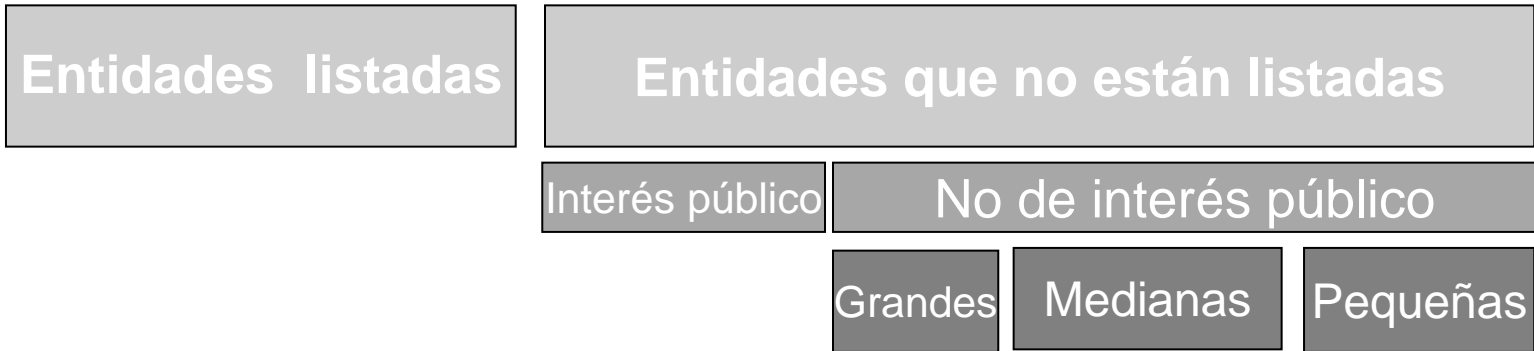 Entidades listadas
Entidades que no están listadas
Interés público
No de interés público
Grandes
Medianas
Pequeñas